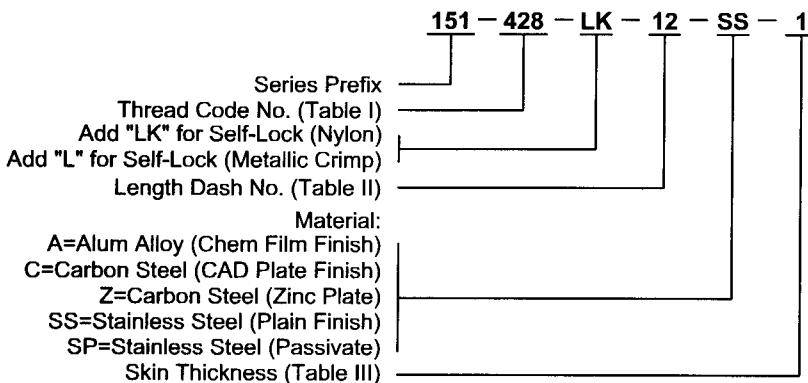 151 – 428 – LK – 12 – SS – 1
Series Prefix
Thread Code No. (Table I)
Add "LK" for Self-Lock (Nylon)
Add "L" for Self-Lock (Metallic Crimp)
Length Dash No. (Table II)
Material:
A=Alum Alloy (Chem Film Finish)
C=Carbon Steel (CAD Plate Finish)
Z=Carbon Steel (Zinc Plate)
SS=Stainless Steel (Plain Finish)
SP=Stainless Steel (Passivate)
Skin Thickness (Table III)